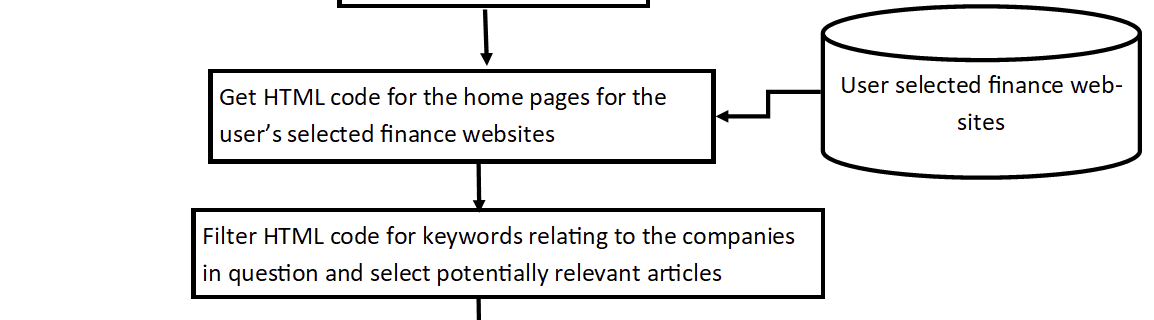 Get HTML code for the home pages for the
user’s selected finance websites
User selected finance web-
sites
Filter HTML code for keywords relating to the companies
in question and select potentially relevant articles